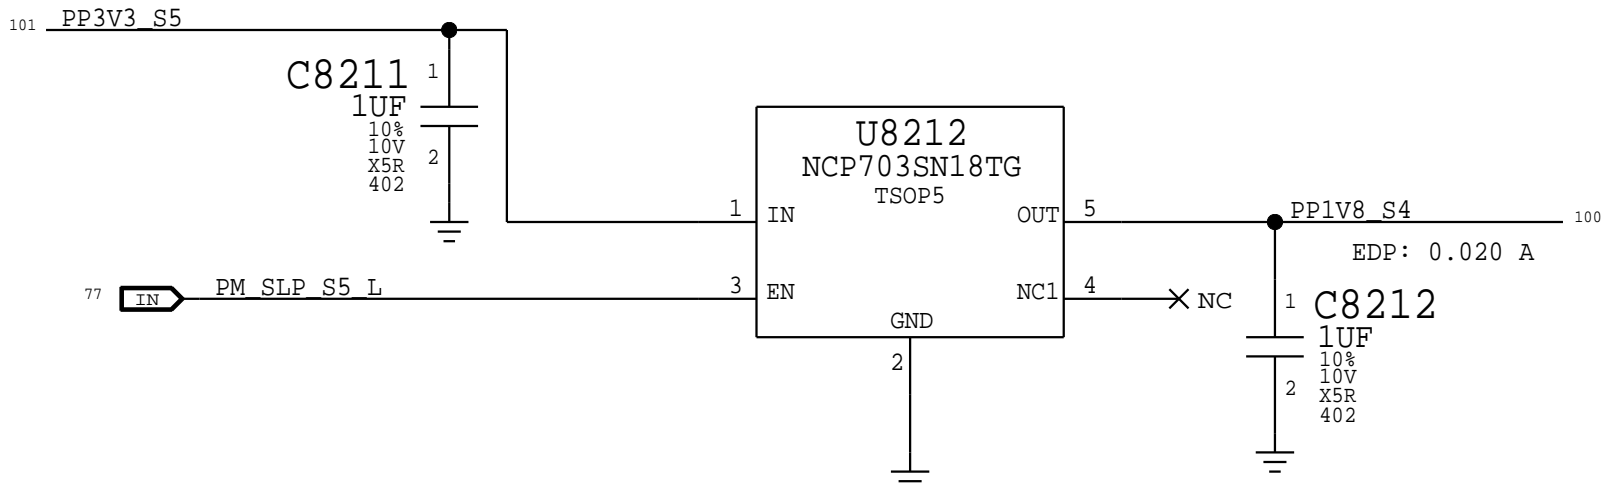 101 PP3V3_S5
C8211 1
1UF
10%
10V
X5R
402
2
U8212
NCP703SN18TG
TSOP5
1 IN
OUT 5
PP1V8_S4 100
EDP: 0.020 A
77 IN PM_SLP_S5_L
3 EN
NC1 4 NC
GND
2
1 C8212
1UF
10%
10V
X5R
402
2